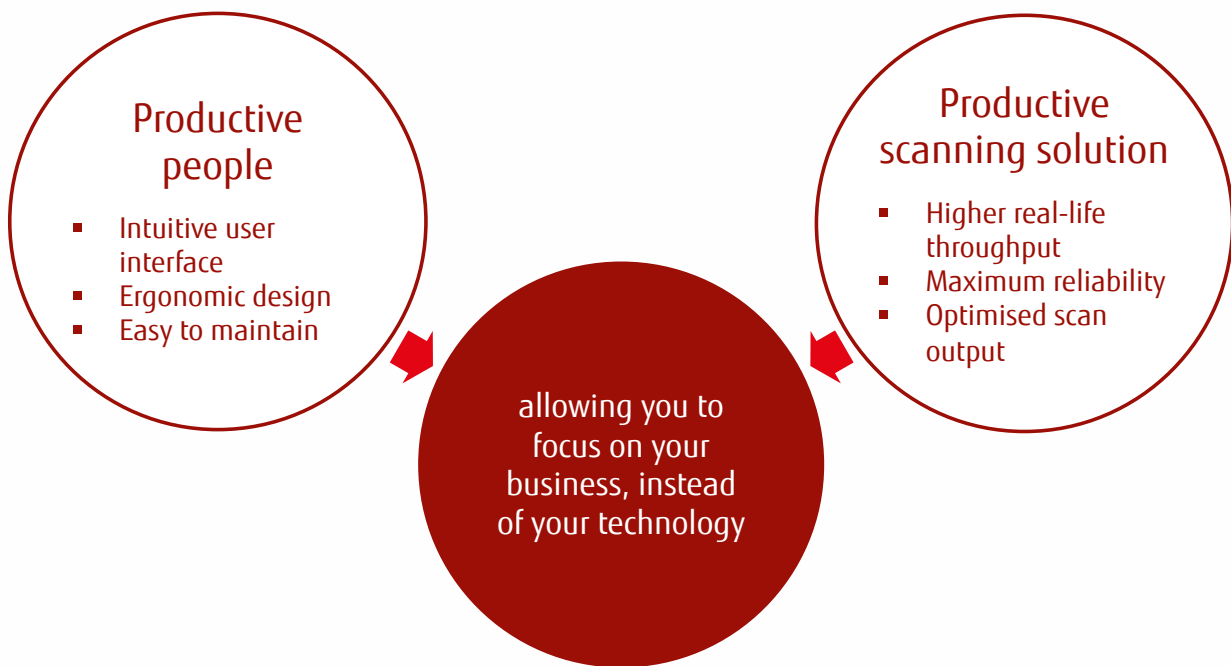 Productive
people
▪ Intuitive user
interface
▪ Ergonomic design
▪ Easy to maintain
Productive
scanning solution
▪ Higher real-life
throughput
▪ Maximum reliability
▪ Optimised scan
output
allowing you to
focus on your
business, instead
of your technology